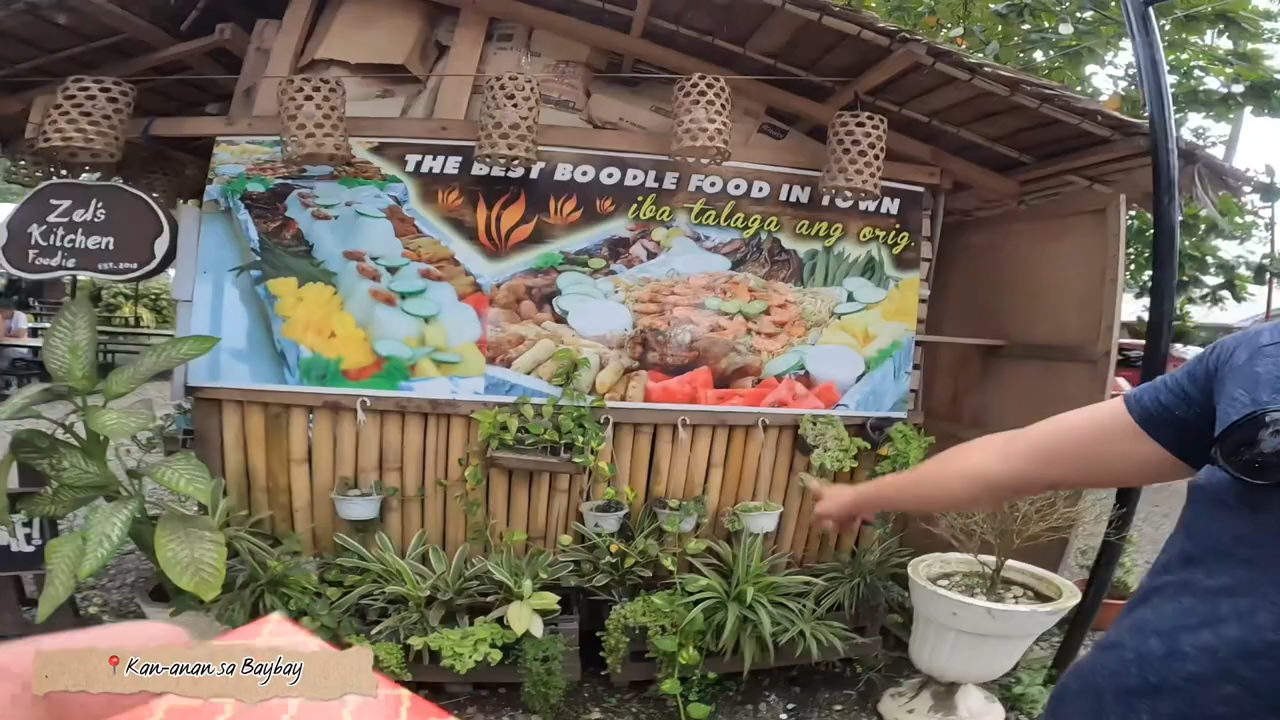 THE BEST BOODLE FOOD IN TOWN
iba talaga ang orig.
Zel's
Kitchen
Foodie
EST. 2018
Kan-anan sa Baybay